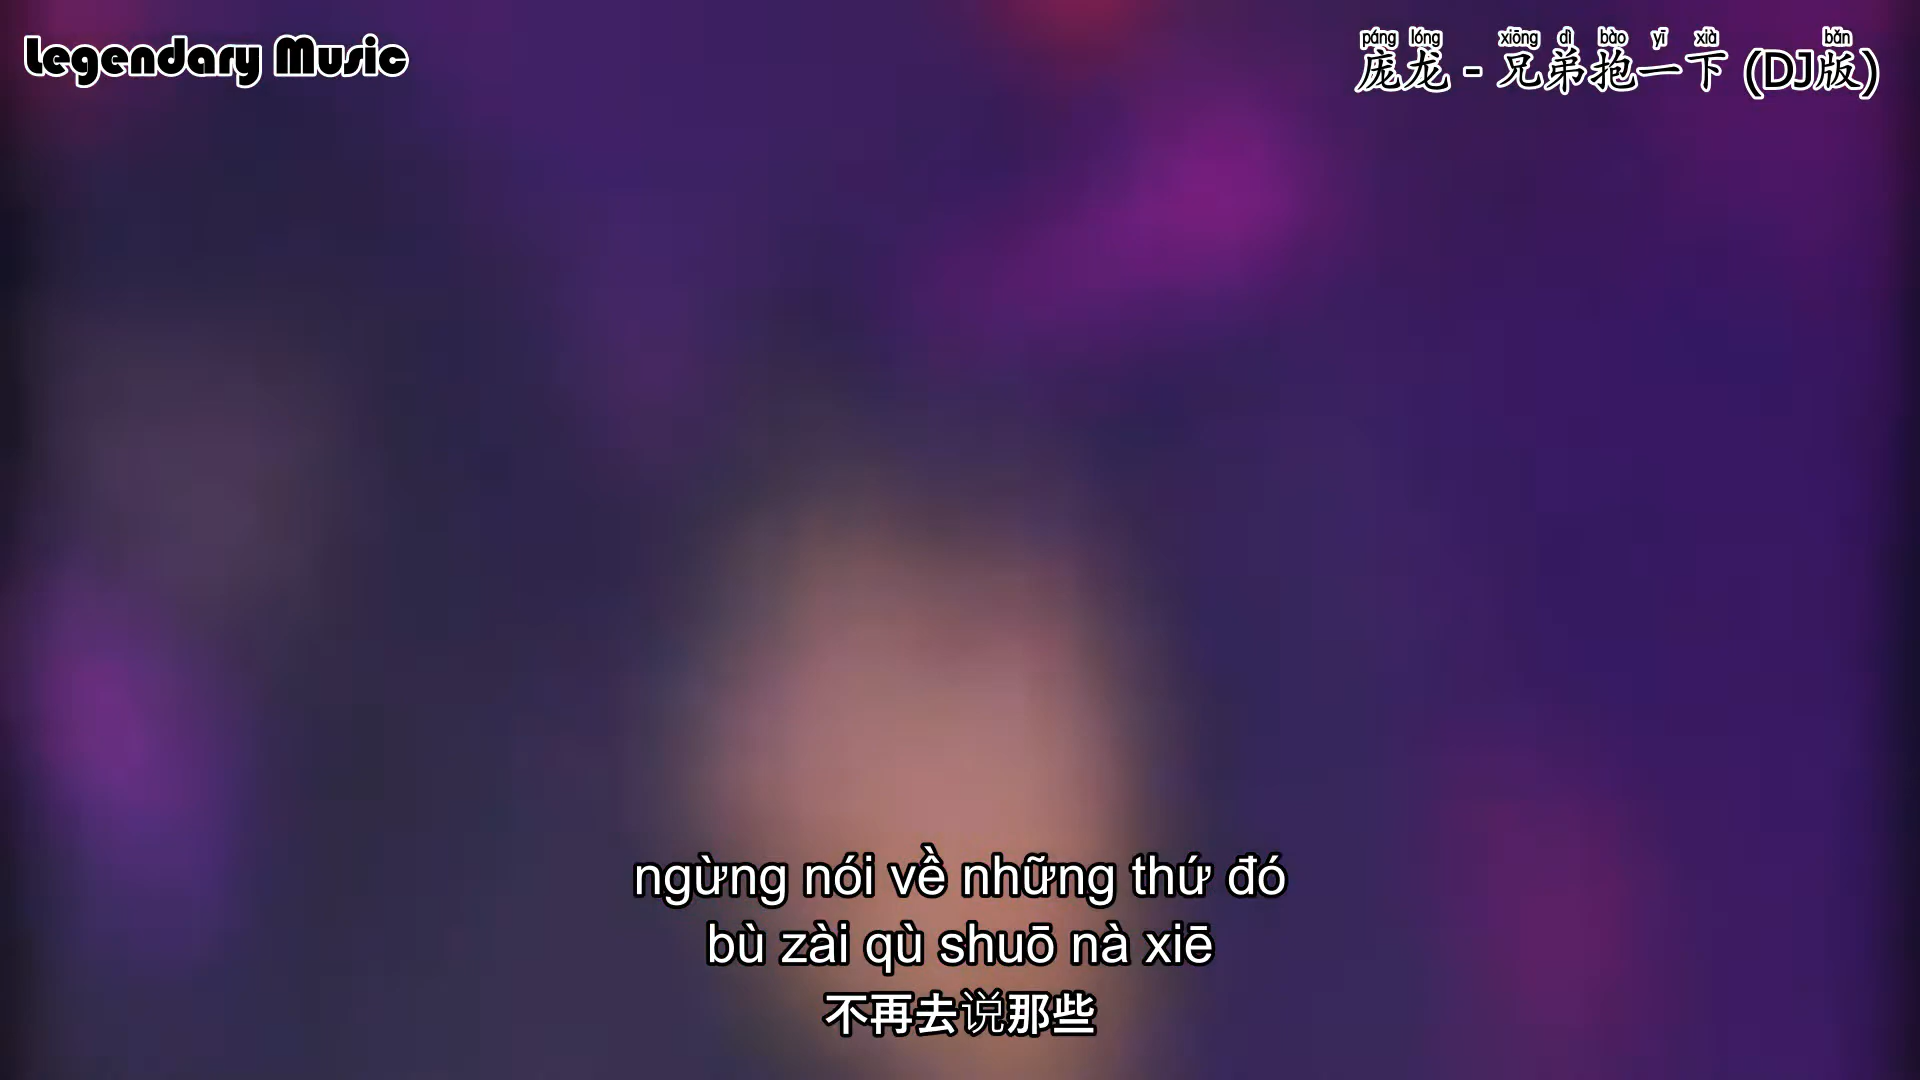 Legendary Music
páng lóng xiōng dì bào yī xià bǎn
庞龙 - 兄弟抱一下 (DJ版)
ngừng nói về những thứ đó
bù zài qù shuō nà xiē
不再去说那些